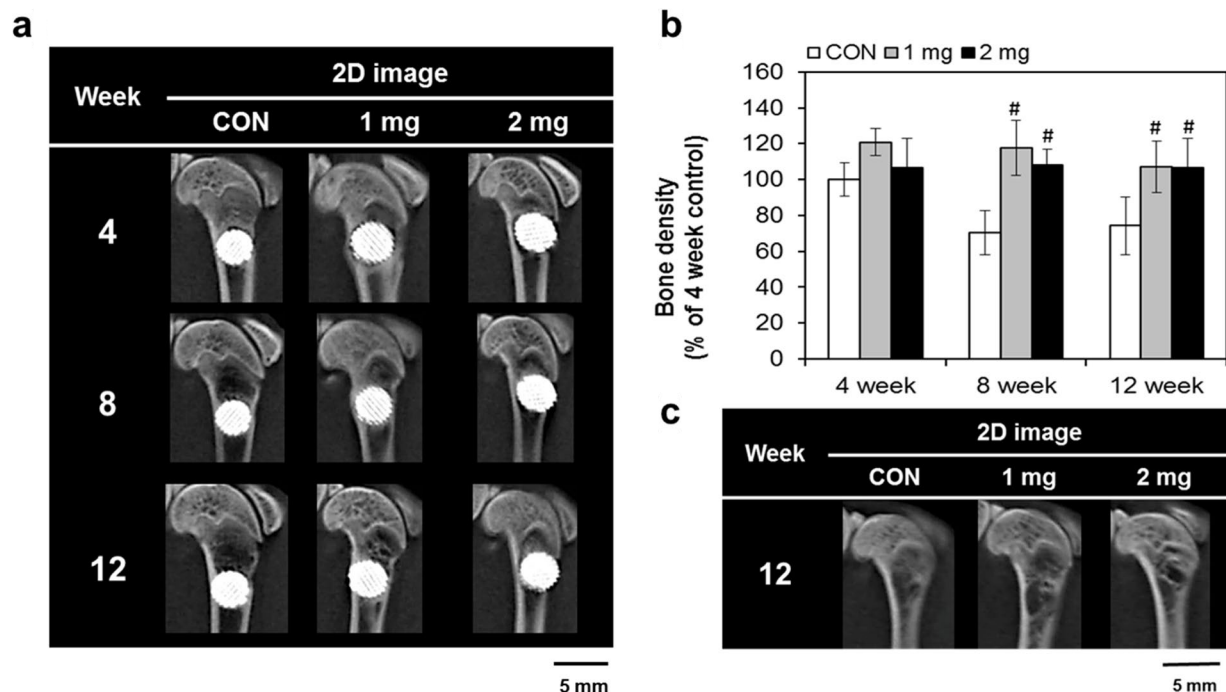 a
Week
2D image
CON 1 mg 2 mg
4
8
12
5 mm
b
CON 1 mg 2 mg
Bone density
(% of 4 week control)
160
140
120
100
80
60
40
20
0
# # # #
4 week 8 week 12 week
c
Week
2D image
CON 1 mg 2 mg
12
5 mm